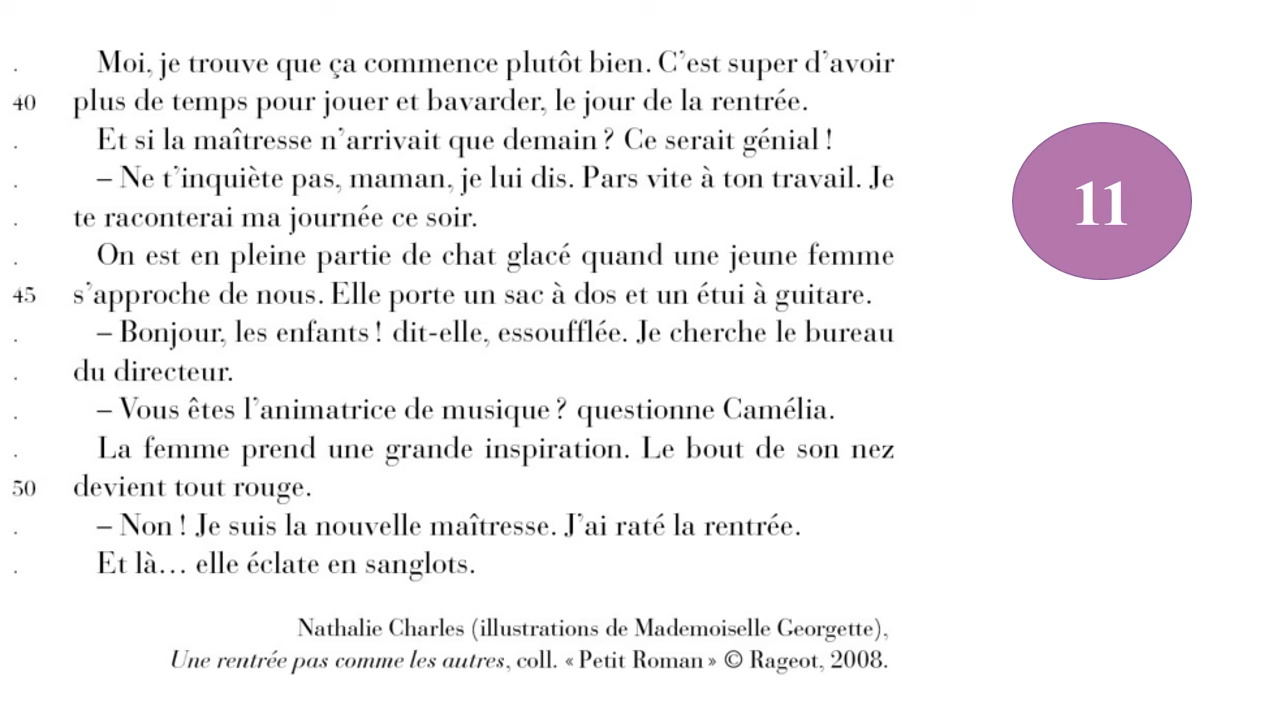 Moi, je trouve que ça commence plutôt bien. C'est super d'avoir
40 plus de temps pour jouer et bavarder, le jour de la rentrée.
Et si la maîtresse n'arrivait que demain ? Ce serait génial !
– Ne t'inquiète pas, maman, je lui dis. Pars vite à ton travail. Je
te raconterai ma journée ce soir.
On est en pleine partie de chat glacé quand une jeune femme
45 s'approche de nous. Elle porte un sac à dos et un étui à guitare.
– Bonjour, les enfants ! dit-elle, essoufflée. Je cherche le bureau
du directeur.
– Vous êtes l'animatrice de musique ? questionne Camélia.
La femme prend une grande inspiration. Le bout de son nez
50 devient tout rouge.
– Non ! Je suis la nouvelle maîtresse. J'ai raté la rentrée.
Et là… elle éclate en sanglots.
Nathalie Charles (illustrations de Mademoiselle Georgette),
Une rentrée pas comme les autres, coll. « Petit Roman » © Rageot, 2008.
11